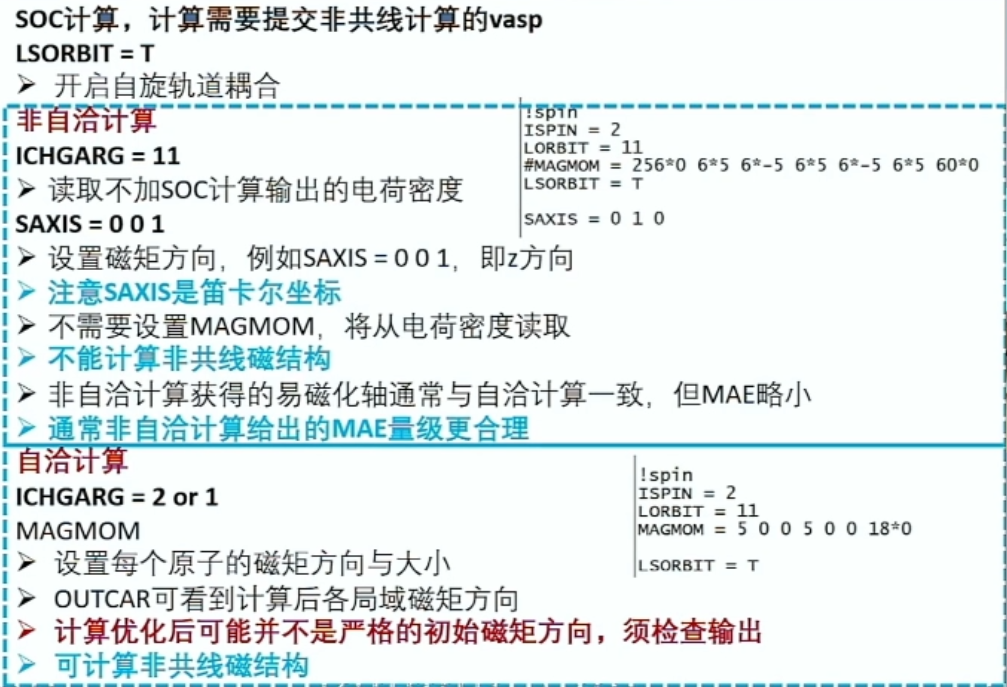 SOC计算，计算需要提交非共线计算的vasp
LSORBIT = T
➢ 开启自旋轨道耦合
非自洽计算
ICHGARG = 11
➢ 读取不加SOC计算输出的电荷密度
SAXIS = 0 0 1
➢ 设置磁矩方向，例如SAXIS = 0 0 1，即z方向
➢ 注意SAXIS是笛卡尔坐标
➢ 不需要设置MAGMOM，将从电荷密度读取
➢ 不能计算非共线磁结构
➢ 非自洽计算获得的易磁化轴通常与自洽计算一致，但MAE略小
➢ 通常非自洽计算给出的MAE量级更合理
!spin
ISPIN = 2
LORBIT = 11
#MAGMOM = 256*0 6*5 6*-5 6*5 6*-5 6*5 60*0
LSORBIT = T
SAXIS = 0 1 0
自洽计算
ICHGARG = 2 or 1
MAGMOM
➢ 设置每个原子的磁矩方向与大小
➢ OUTCAR可看到计算后各局域磁矩方向
➢ 计算优化后可能并不是严格的初始磁矩方向，须检查输出
➢ 可计算非共线磁结构
!spin
ISPIN = 2
LORBIT = 11
MAGMOM = 5 0 0 5 0 0 18*0
LSORBIT = T